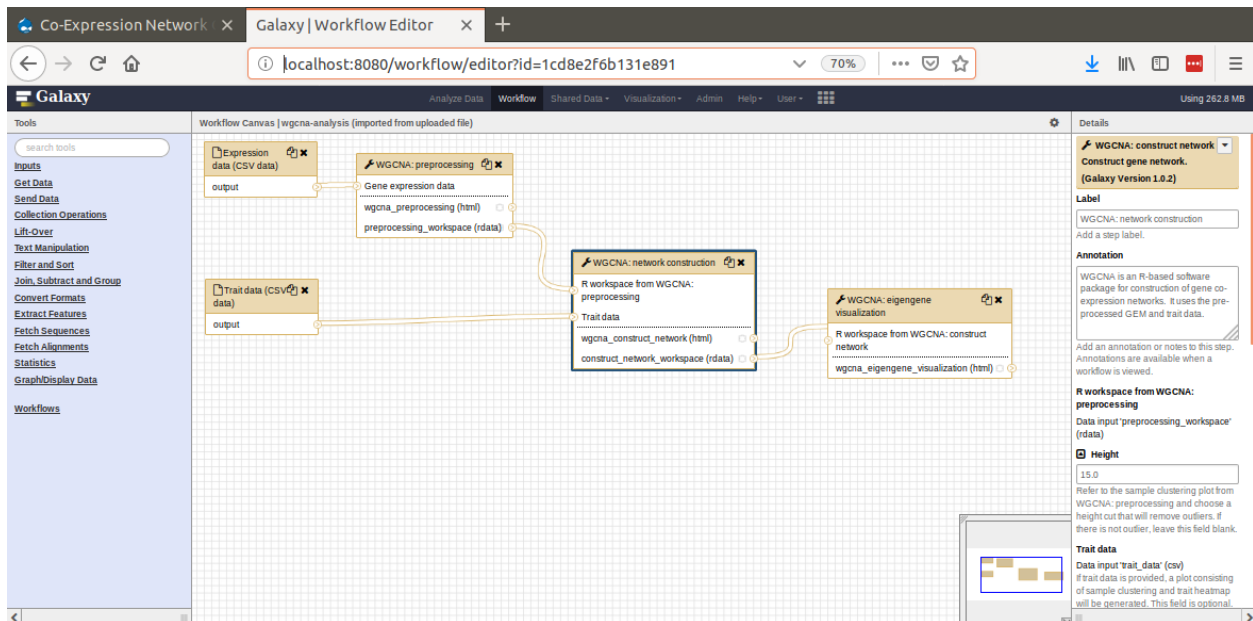 Co-Expression Network
Galaxy | Workflow Editor
localhost:8080/workflow/editor?id=1cd8e2f6b131e891
70%
Galaxy
Analyze Data Workflow Shared Data Visualization Admin Help User
Using 262.8 MB
Tools
search tools
Inputs
Get Data
Send Data
Collection Operations
Lift-Over
Text Manipulation
Filter and Sort
Join, Subtract and Group
Convert Formats
Extract Features
Fetch Sequences
Fetch Alignments
Statistics
Graph/Display Data
Workflows
Workflow Canvas | wgcna-analysis (imported from uploaded file)
Expression
data (CSV data)
output
WGCNA: preprocessing
Gene expression data
wgcna_preprocessing (html)
preprocessing_workspace (rdata)
Trait data (CSV
data)
output
WGCNA: network construction
R workspace from WGCNA:
preprocessing
Trait data
wgcna_construct_network (html)
construct_network_workspace (rdata)
WGCNA: eigengene
visualization
R workspace from WGCNA: construct
network
wgcna_eigengene_visualization (html)
Details
WGCNA: construct network
Construct gene network.
(Galaxy Version 1.0.2)
Label
WGCNA: network construction
Add a step label.
Annotation
WGCNA is an R-based software
package for construction of gene co-
expression networks. It uses the pre-
processed GEM and trait data.
Add an annotation or notes to this step.
Annotations are available when a
workflow is viewed.
R workspace from WGCNA:
preprocessing
Data input 'preprocessing_workspace'
(rdata)
Height
15.0
Refer to the sample clustering plot from
WGCNA: preprocessing and choose a
height cut that will remove outliers. If
there is not outlier, leave this field blank.
Trait data
Data input 'trait_data' (csv)
If trait data is provided, a plot consisting
of sample clustering and trait heatmap
will be generated. This field is optional.